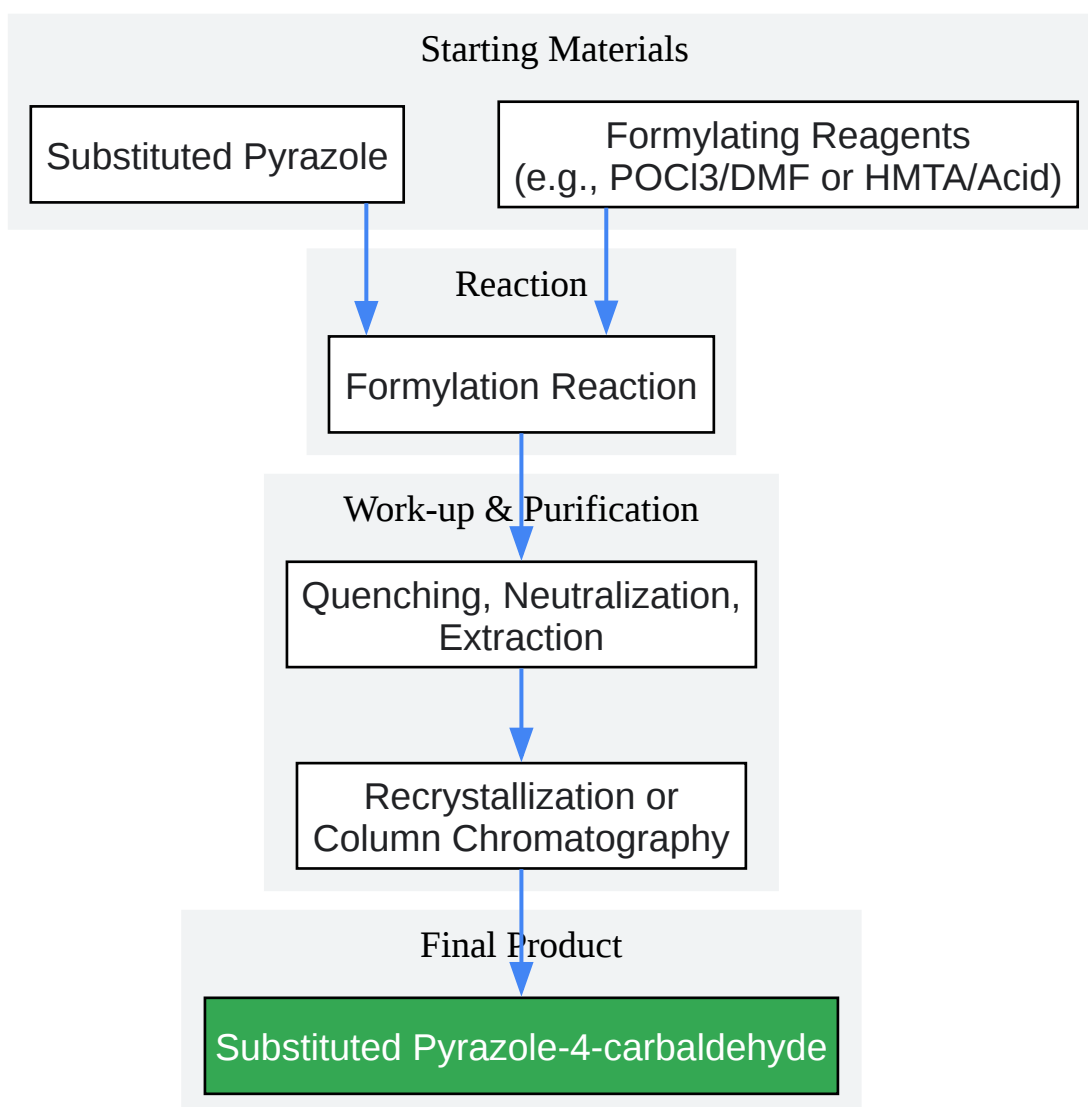 Starting Materials
Substituted Pyrazole
Formylating Reagents
(e.g., POCl3/DMF or HMTA/Acid)
Reaction
Formylation Reaction
Work-up & Purification
Quenching, Neutralization,
Extraction
Recrystallization or
Column Chromatography
Final Product
Substituted Pyrazole-4-carbaldehyde